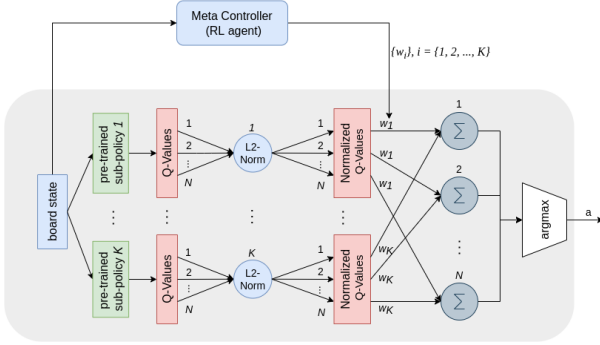 Meta Controller
(RL agent)
{w_i}, i = {1, 2, ..., K}
board state
pre-trained
sub-policy 1
Q-Values
1
2
...
N
1
L2-
Norm
1
2
...
N
Normalized
Q-Values
w1
w1
w1
1
∑
2
∑
...
N
∑
argmax
a
...
...
...
...
pre-trained
sub-policy K
Q-Values
1
2
...
N
K
L2-
Norm
1
2
...
N
Normalized
Q-Values
wK
wK
wK